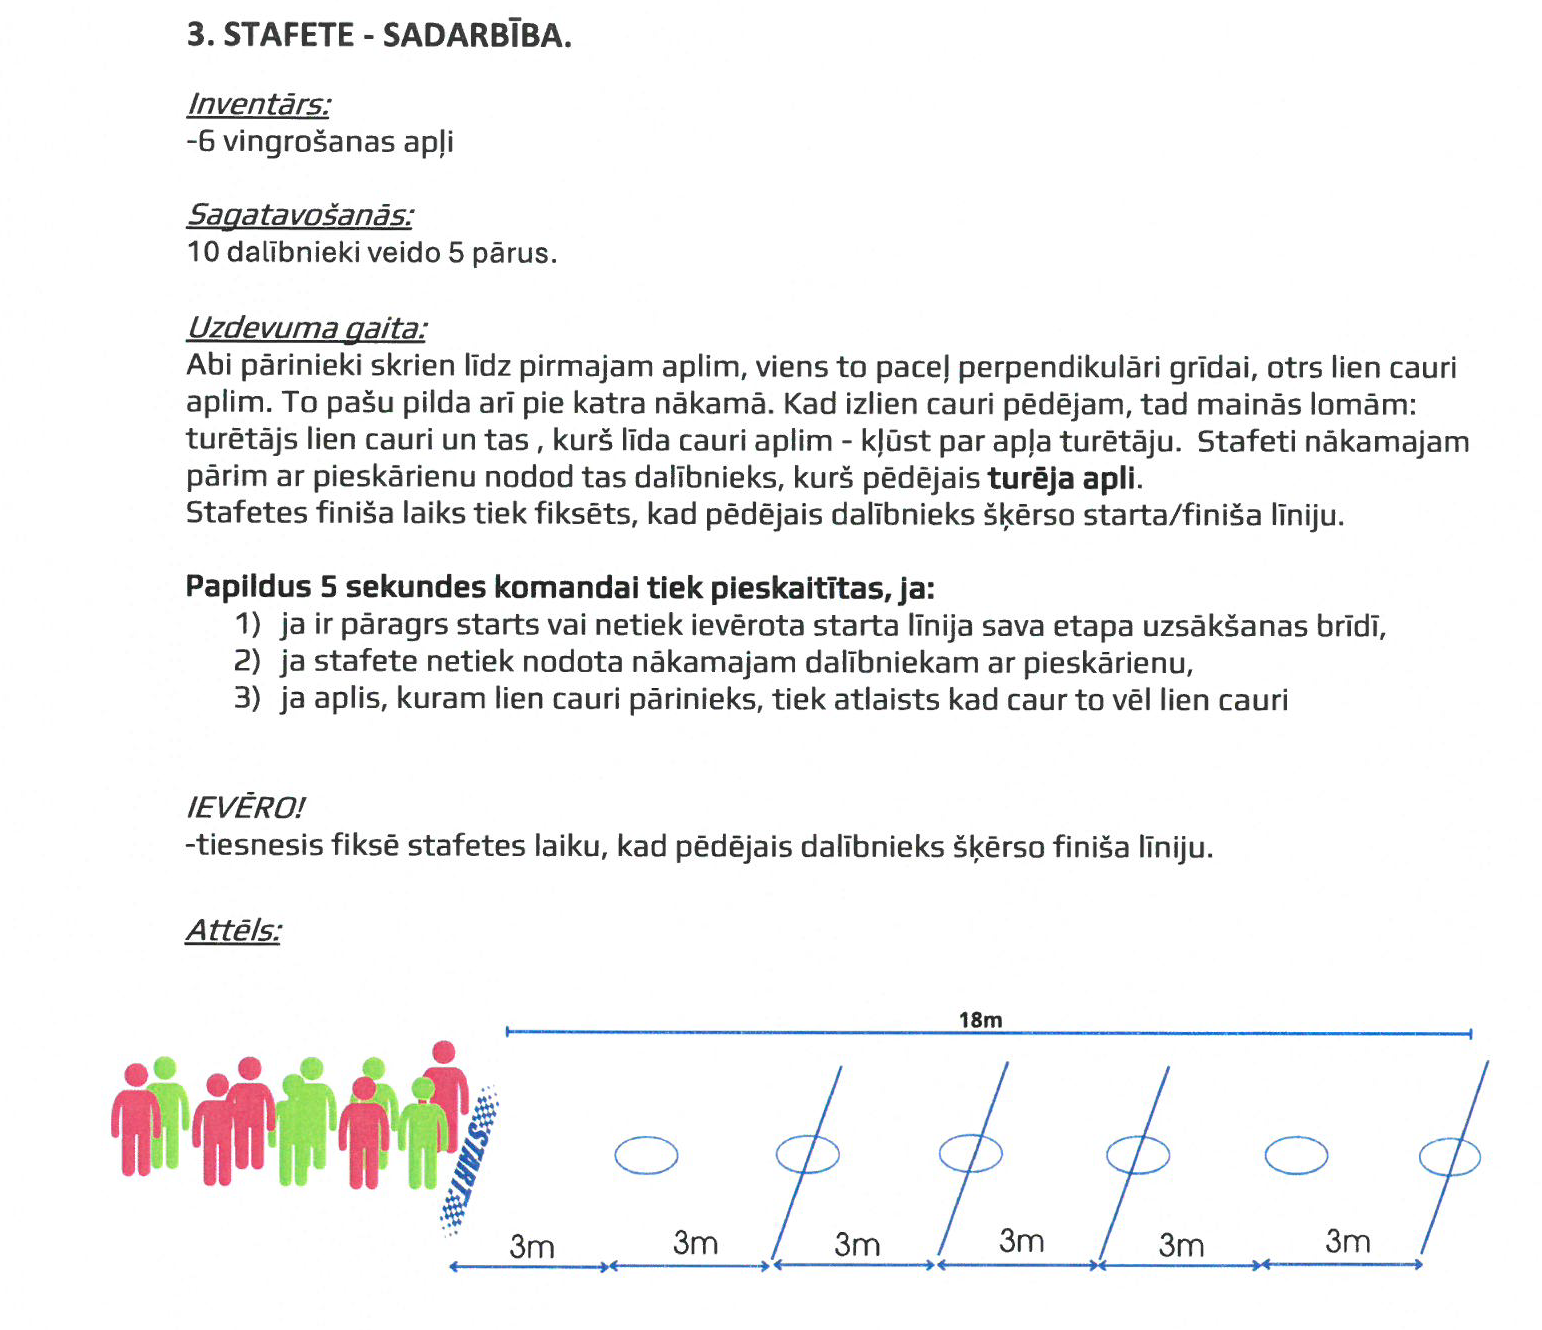 3. STAFETE - SADARBĪBA.
Inventārs:
-6 vingrošanas apļi
Sagatavošanās:
10 dalībnieki veido 5 pārus.
Uzdevuma gaita:
Abi pārinieki skrien līdz pirmajam aplim, viens to paceļ perpendikulāri grīdai, otrs lien cauri
aplim. To pašu pilda arī pie katra nākamā. Kad izlien cauri pēdējam, tad mainās lomām:
turētājs lien cauri un tas , kurš līda cauri aplim - kļūst par apļa turētāju. Stafeti nākamajam
pārim ar pieskārienu nodod tas dalībnieks, kurš pēdējais turēja apli.
Stafetes finiša laiks tiek fiksēts, kad pēdējais dalībnieks šķērso starta/finiša līniju.
Papildus 5 sekundes komandai tiek pieskaitītas, ja:
1) ja ir pāragrs starts vai netiek ievērota starta līnija sava etapa uzsākšanas brīdī,
2) ja stafete netiek nodota nākamajam dalībniekam ar pieskārienu,
3) ja aplis, kuram lien cauri pārinieks, tiek atlaists kad caur to vēl lien cauri
IEVĒRO!
-tiesnesis fiksē stafetes laiku, kad pēdējais dalībnieks šķērso finiša līniju.
Attēls:
18m
START
3m 3m 3m 3m 3m 3m